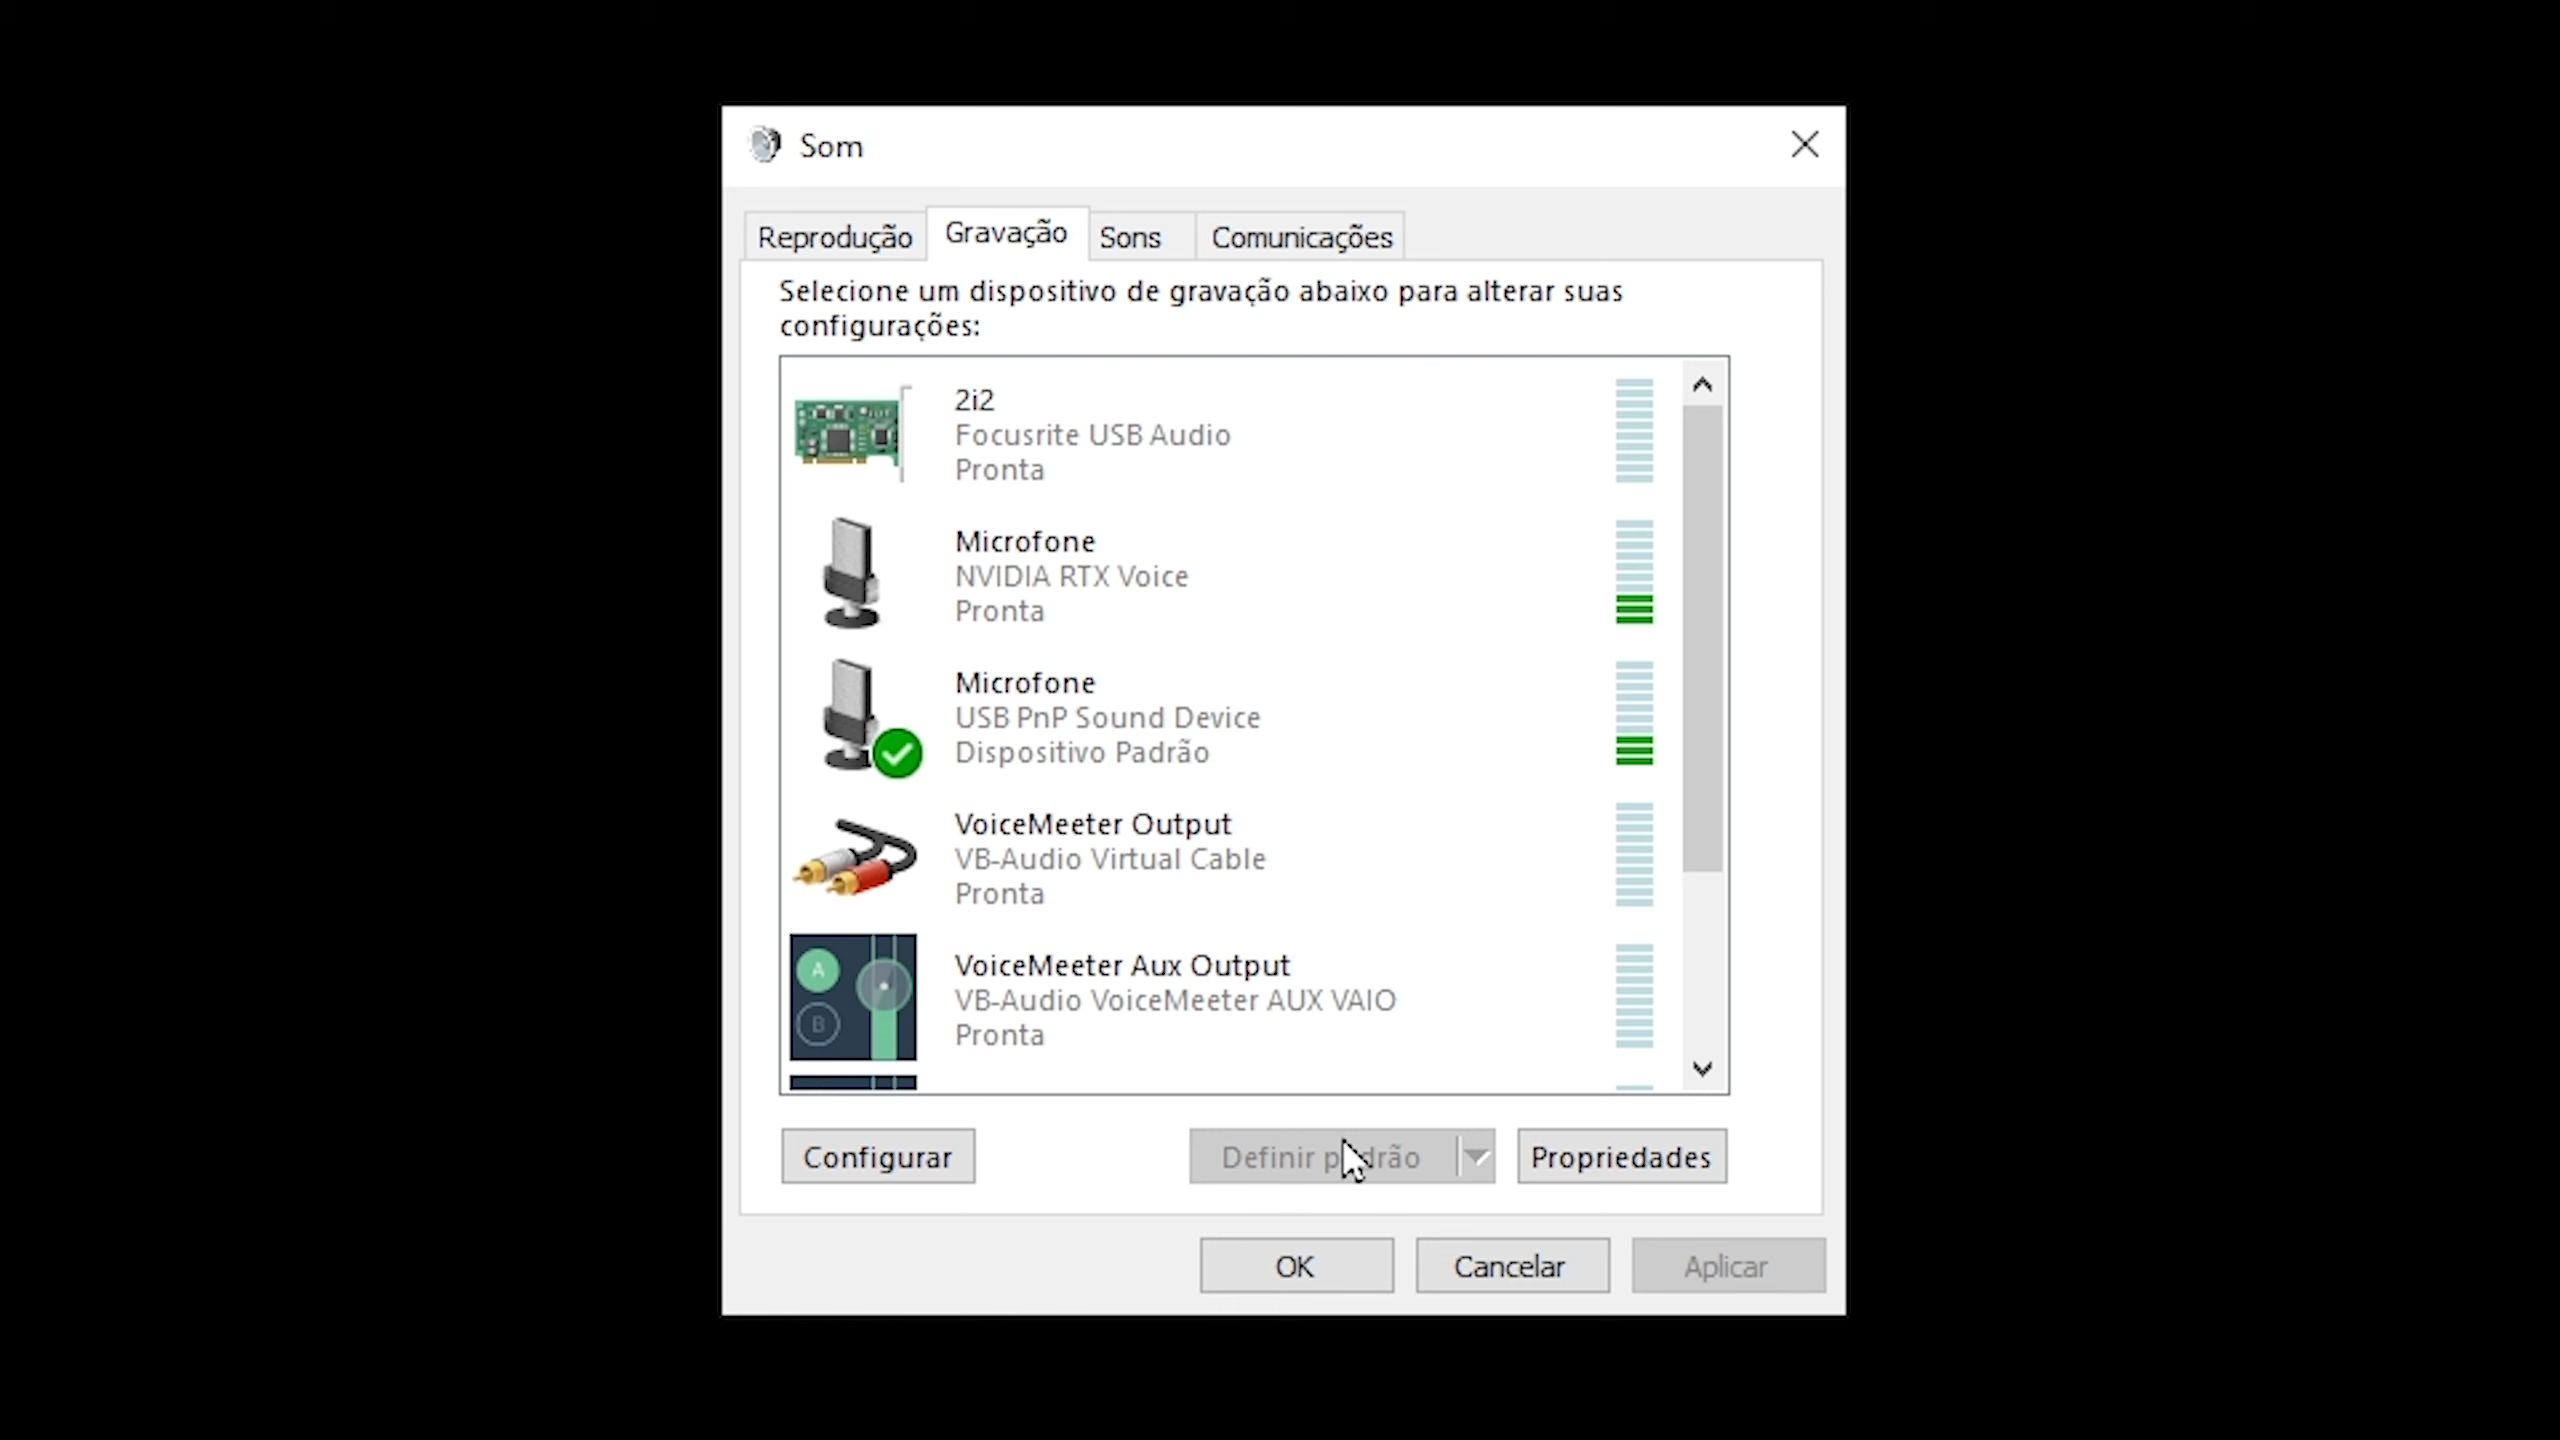 Som
Reprodução
Gravação
Sons
Comunicações
Selecione um dispositivo de gravação abaixo para alterar suas
configurações:
2i2
Focusrite USB Audio
Pronta
Microfone
NVIDIA RTX Voice
Pronta
Microfone
USB PnP Sound Device
Dispositivo Padrão
VoiceMeeter Output
VB-Audio Virtual Cable
Pronta
A
B
VoiceMeeter Aux Output
VB-Audio VoiceMeeter AUX VAIO
Pronta
Configurar
Definir padrão
Propriedades
OK
Cancelar
Aplicar